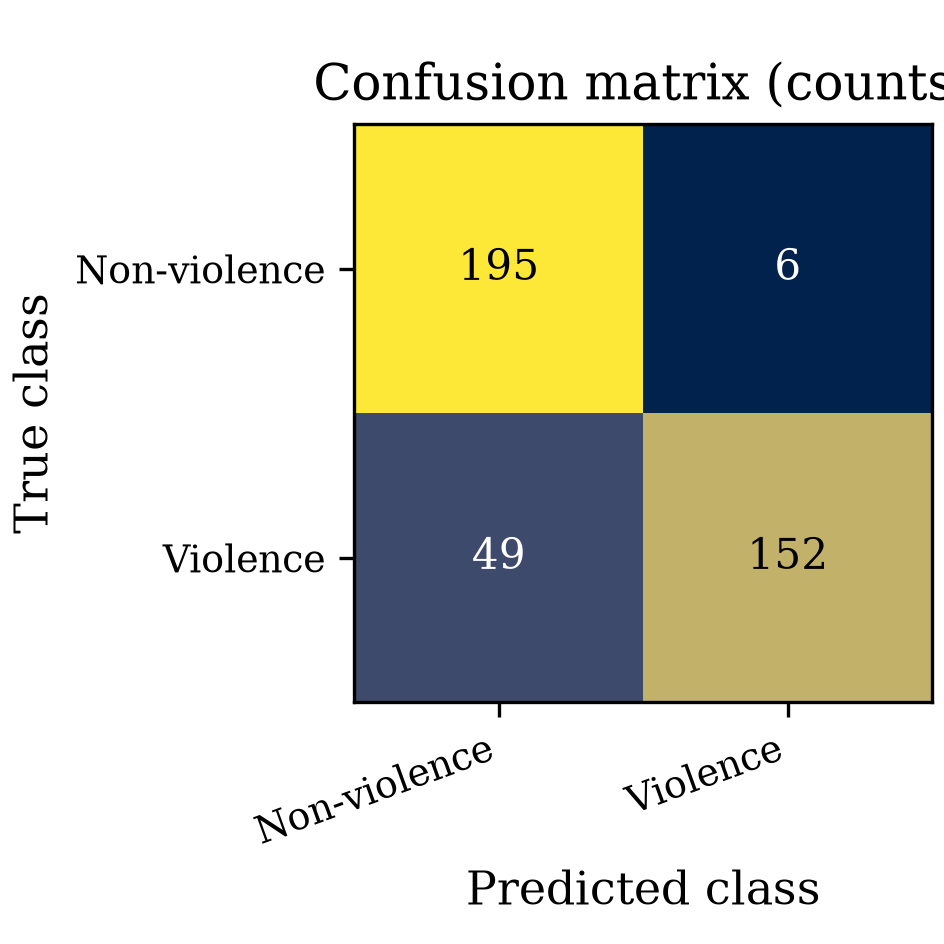 Confusion matrix (counts
True class
Non-violence
195
6
Violence
49
152
Non-violence
Violence
Predicted class